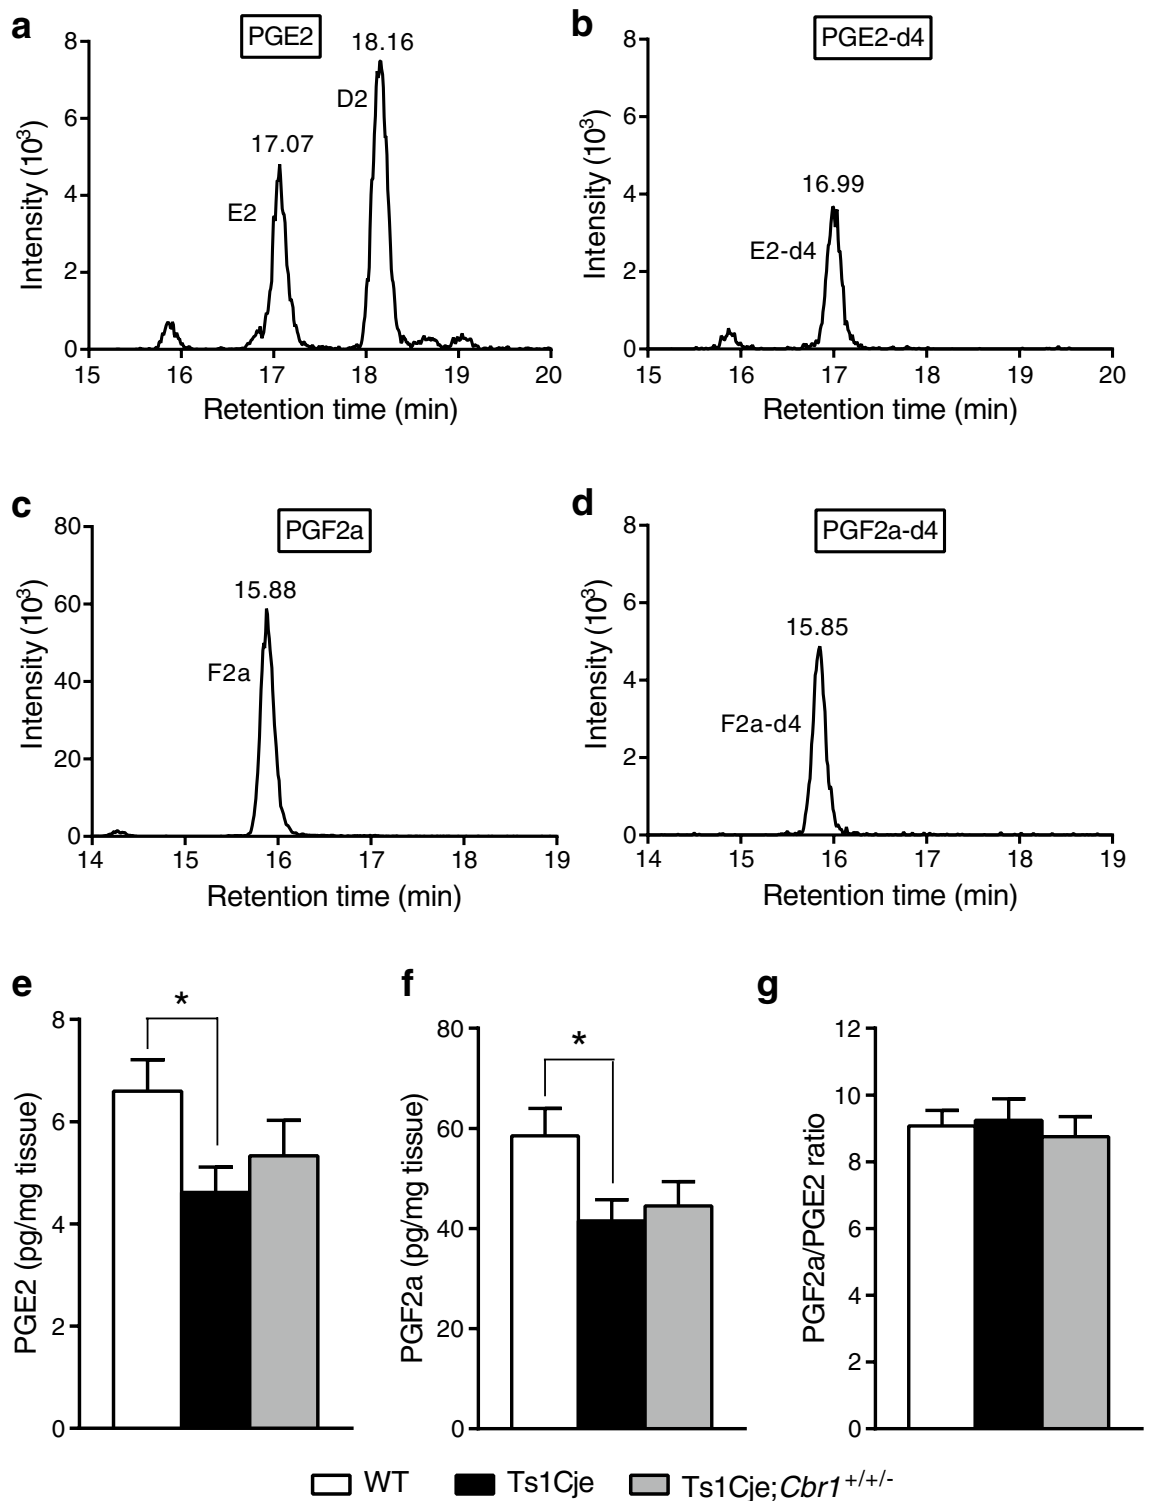 a
PGE2
18.16
8
D2
6
17.07
Intensity (10³)
4
E2
2
0
15 16 17 18 19 20
Retention time (min)
b
PGE2-d4
8
6
16.99
Intensity (10³)
4
E2-d4
2
0
15 16 17 18 19 20
Retention time (min)
c
PGF2a
80
15.88
60
F2a
Intensity (10³)
40
20
0
14 15 16 17 18 19
Retention time (min)
d
PGF2a-d4
8
6
15.85
Intensity (10³)
4
F2a-d4
2
0
14 15 16 17 18 19
Retention time (min)
e
*
8
6
4
2
0
PGE2 (pg/mg tissue)
f
80
*
60
40
20
0
PGF2a (pg/mg tissue)
g
12
10
8
6
4
2
0
PGF2a/PGE2 ratio
WT Ts1Cje Ts1Cje;Cbr1+/+/-